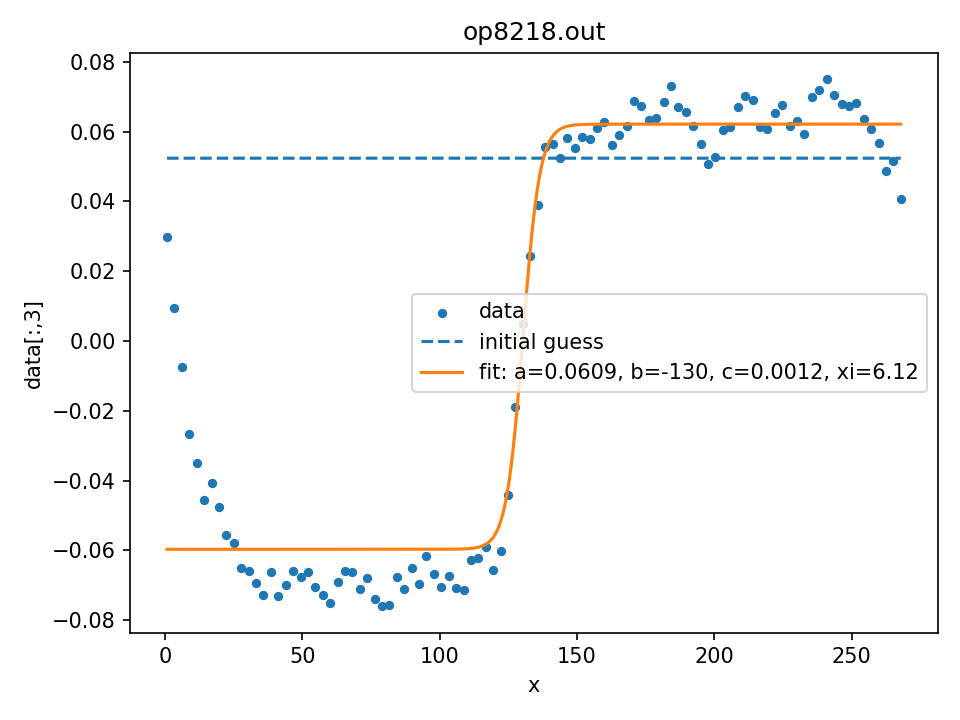 op8218.out
0.08
0.06
0.04
0.02
0.00
−0.02
−0.04
−0.06
−0.08
data[:,3]
data
initial guess
fit: a=0.0609, b=-130, c=0.0012, xi=6.12
0 50 100 150 200 250
x